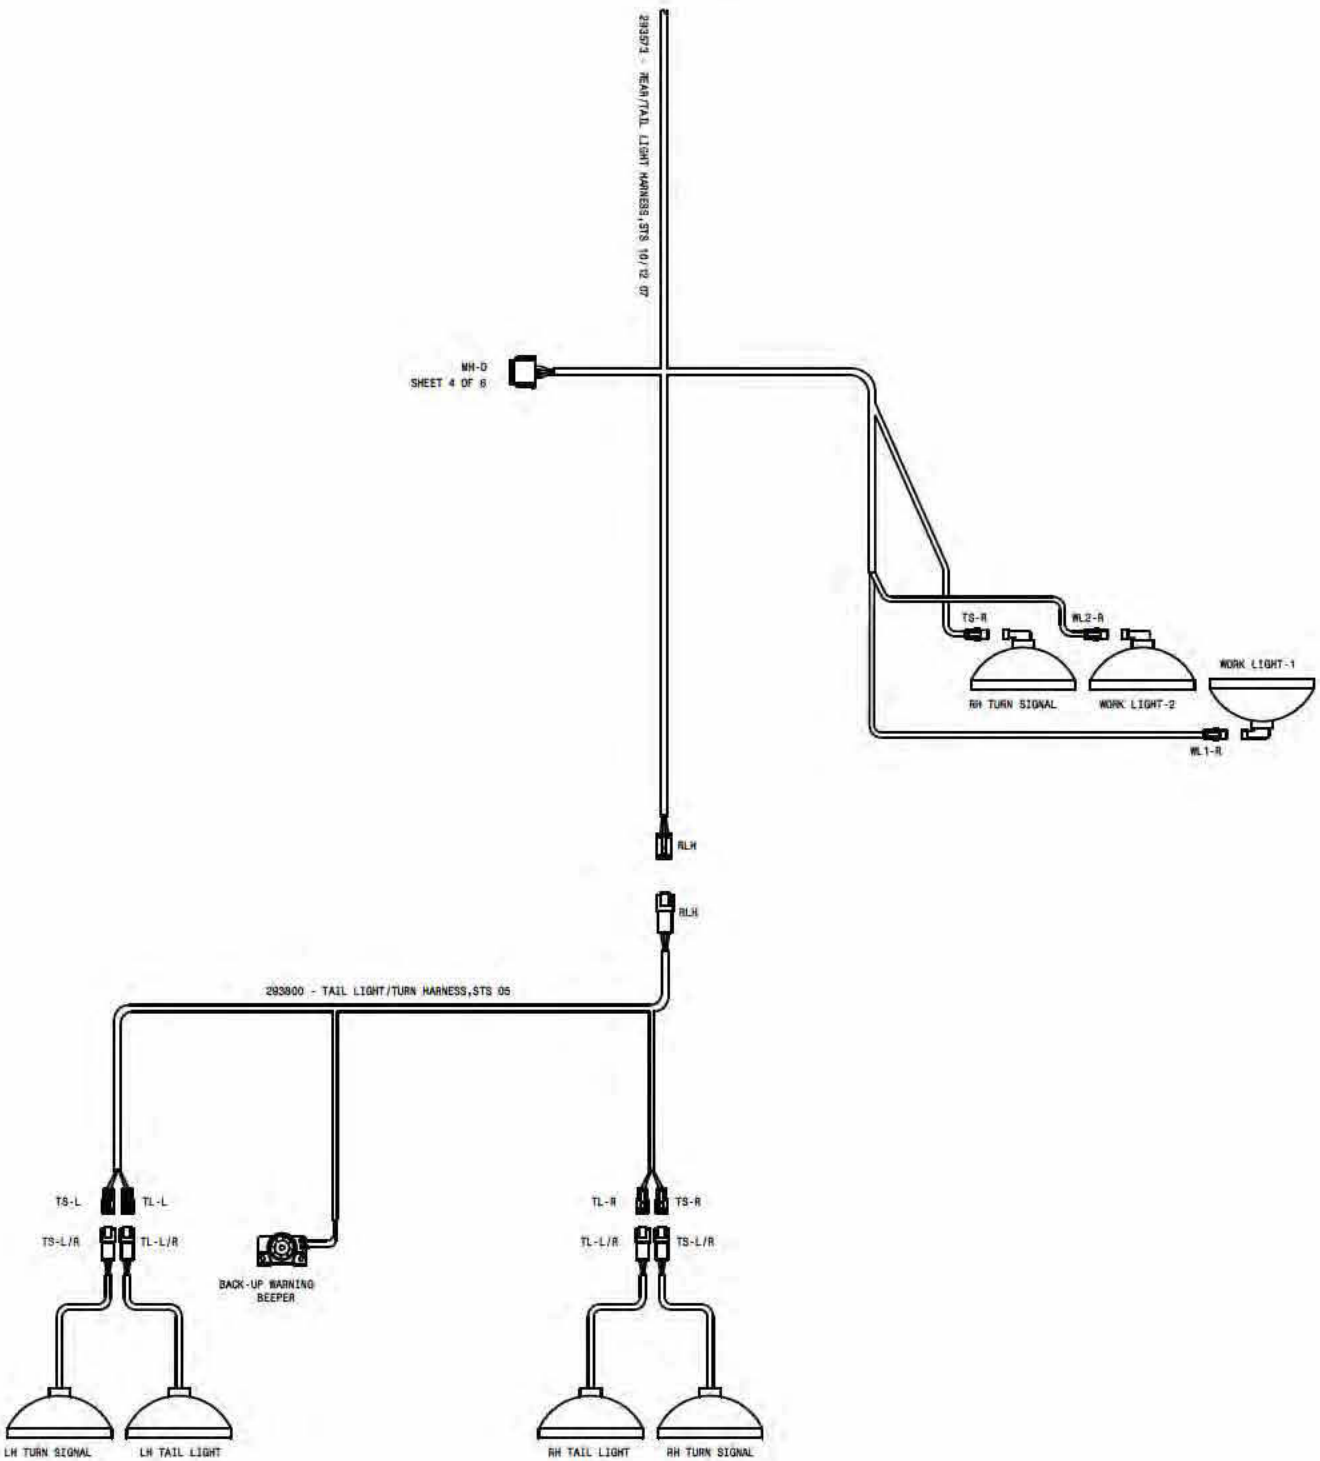 293573 - REAR/TAIL LIGHT HARNESS,STS 10/12 07
MH-D
SHEET 4 OF 6
TS-R
WL2-R
WORK LIGHT-1
RH TURN SIGNAL
WORK LIGHT-2
WL1-R
RLH
RLH
293800 - TAIL LIGHT/TURN HARNESS,STS 05
TS-L
TL-L
TL-R
TS-R
TS-L/R
TL-L/R
TL-L/R
TS-L/R
BACK-UP WARNING
BEEPER
LH TURN SIGNAL
LH TAIL LIGHT
RH TAIL LIGHT
RH TURN SIGNAL